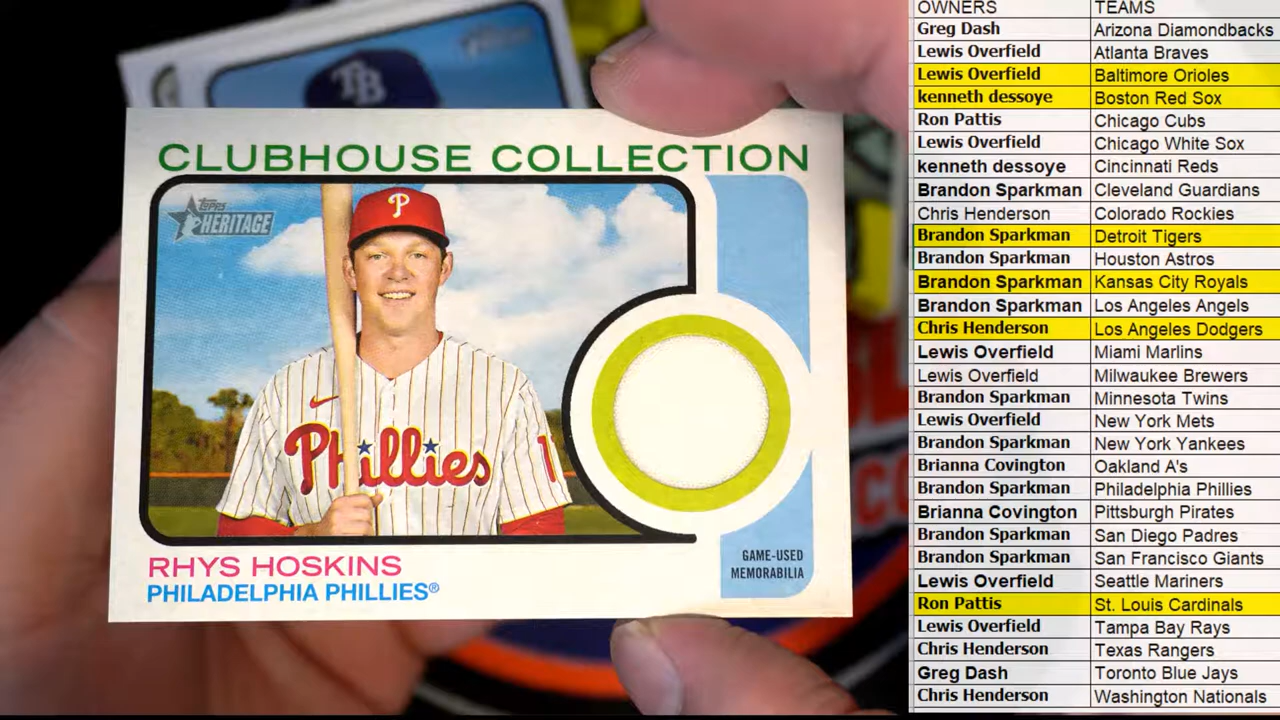 TB
CLUBHOUSE COLLECTION
TOPPS
HERITAGE
P
Phillies
1
RHYS HOSKINS
PHILADELPHIA PHILLIES®
GAME-USED
MEMORABILIA
OWNERS TEAMS
Greg Dash Arizona Diamondbacks
Lewis Overfield Atlanta Braves
Lewis Overfield Baltimore Orioles
kenneth dessoye Boston Red Sox
Ron Pattis Chicago Cubs
Lewis Overfield Chicago White Sox
kenneth dessoye Cincinnati Reds
Brandon Sparkman Cleveland Guardians
Chris Henderson Colorado Rockies
Brandon Sparkman Detroit Tigers
Brandon Sparkman Houston Astros
Brandon Sparkman Kansas City Royals
Brandon Sparkman Los Angeles Angels
Chris Henderson Los Angeles Dodgers
Lewis Overfield Miami Marlins
Lewis Overfield Milwaukee Brewers
Brandon Sparkman Minnesota Twins
Lewis Overfield New York Mets
Brandon Sparkman New York Yankees
Brianna Covington Oakland A's
Brandon Sparkman Philadelphia Phillies
Brianna Covington Pittsburgh Pirates
Brandon Sparkman San Diego Padres
Brandon Sparkman San Francisco Giants
Lewis Overfield Seattle Mariners
Ron Pattis St. Louis Cardinals
Lewis Overfield Tampa Bay Rays
Chris Henderson Texas Rangers
Greg Dash Toronto Blue Jays
Chris Henderson Washington Nationals